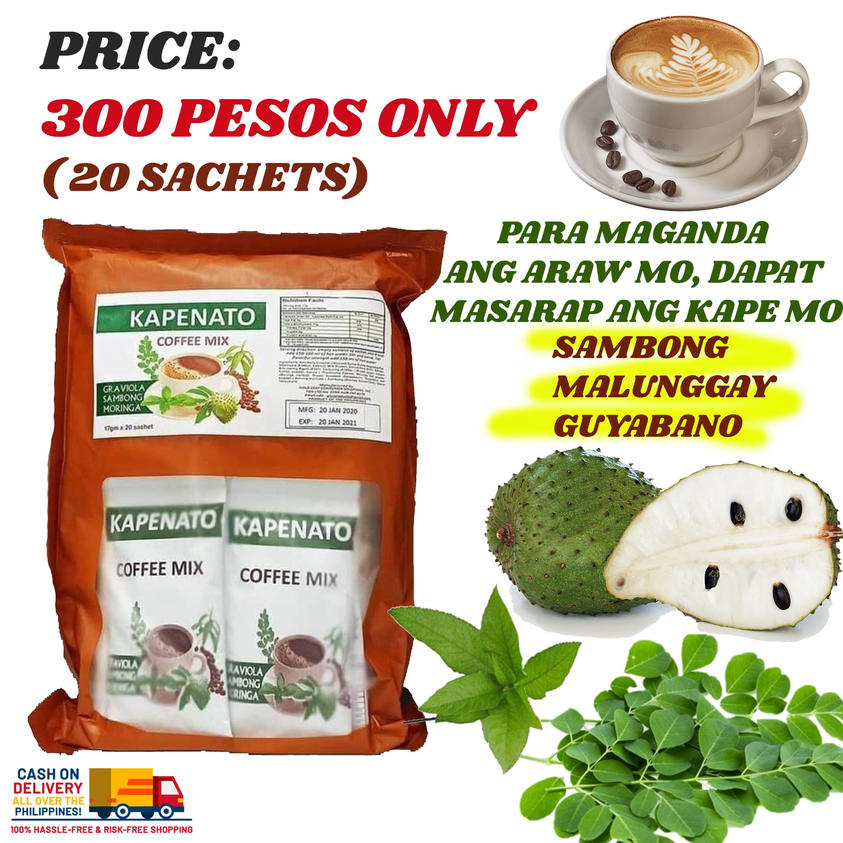 PRICE:
300 PESOS ONLY
(20 SACHETS)
PARA MAGANDA
ANG ARAW MO, DAPAT
MASARAP ANG KAPE MO
SAMBONG
MALUNGGAY
GUYABANO
KAPENATO
COFFEE MIX
GRAVIOLA
SAMBONG
MORINGA
17gm x 20 sachet
Nutrition Facts
MFG: 20 JAN 2020
EXP: 20 JAN 2021
KAPENATO
COFFEE MIX
KAPENATO
COFFEE MIX
CASH ON
DELIVERY
ALL OVER THE
PHILIPPINES!
100% HASSLE-FREE & RISK-FREE SHOPPING